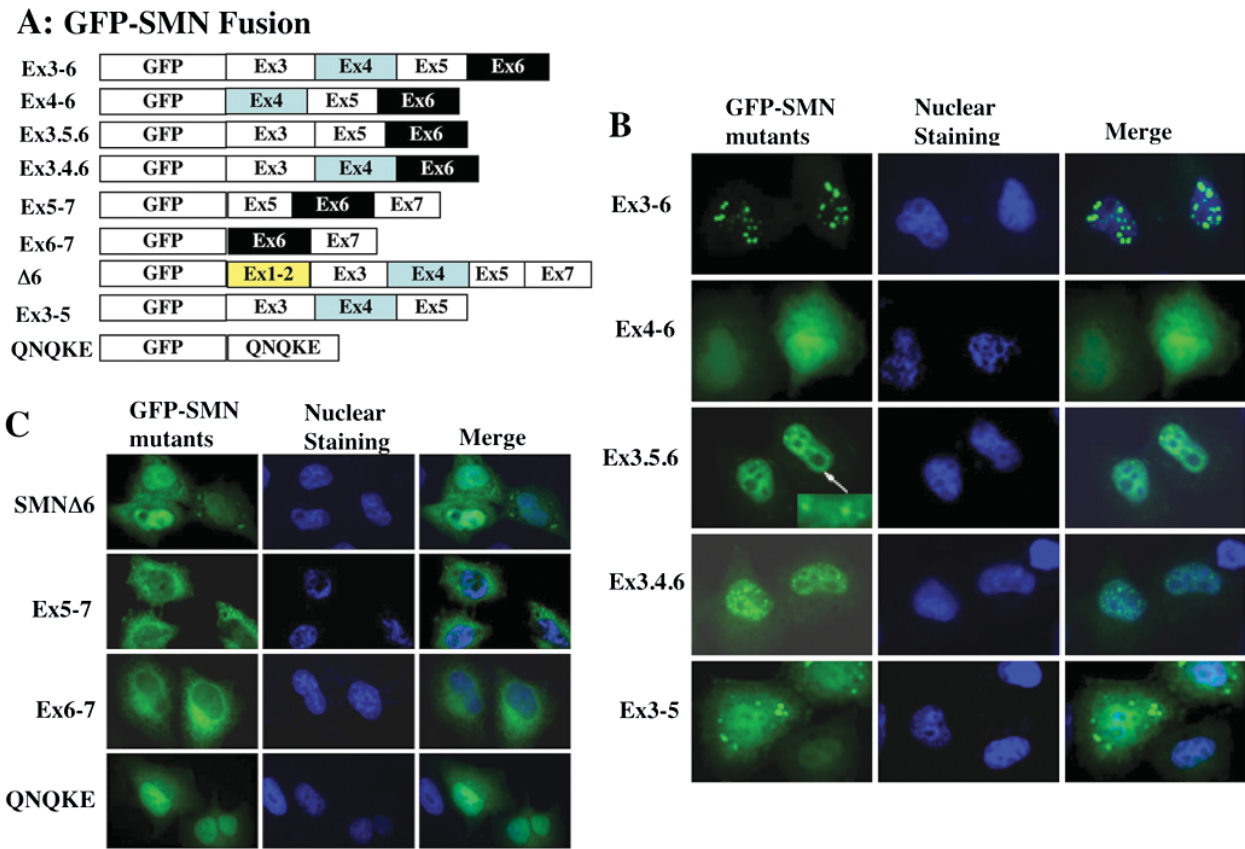 A: GFP-SMN Fusion
Ex3-6 GFP Ex3 Ex4 Ex5 Ex6
Ex4-6 GFP Ex4 Ex5 Ex6
Ex3.5.6 GFP Ex3 Ex5 Ex6
Ex3.4.6 GFP Ex3 Ex4 Ex6
Ex5-7 GFP Ex5 Ex6 Ex7
Ex6-7 GFP Ex6 Ex7
Δ6 GFP Ex1-2 Ex3 Ex4 Ex5 Ex7
Ex3-5 GFP Ex3 Ex4 Ex5
QNQKE GFP QNQKE
B
GFP-SMN mutants
Nuclear Staining
Merge
Ex3-6
Ex4-6
Ex3.5.6
Ex3.4.6
Ex3-5
C
GFP-SMN mutants
Nuclear Staining
Merge
SMNΔ6
Ex5-7
Ex6-7
QNQKE